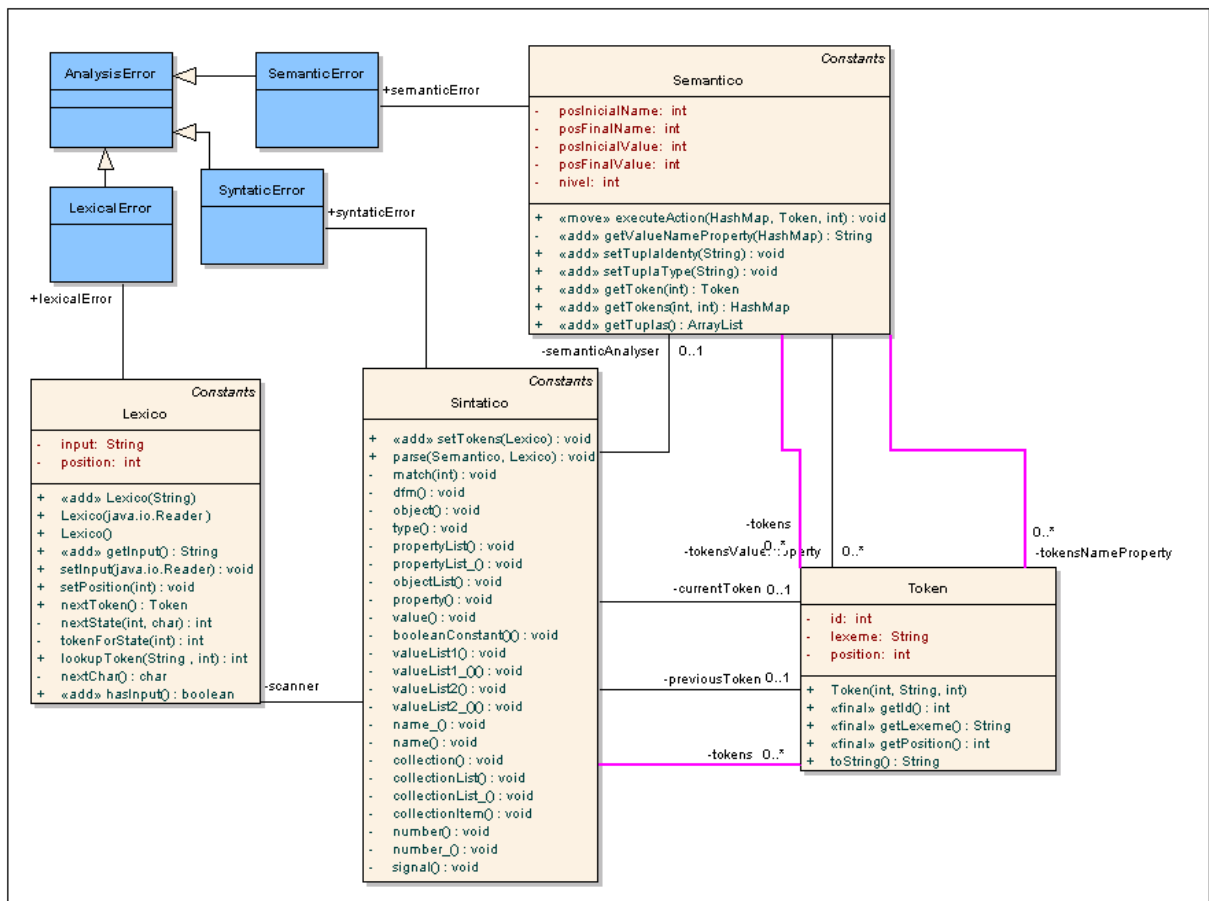 AnalysisError
SemanticError
+semanticError
SyntaticError
+syntaticError
LexicalError
+lexicalError
Constants
Semantico
- posInicialName: int
- posFinalName: int
- posInicialValue: int
- posFinalValue: int
- nivel: int
+ «move» executeAction(HashMap, Token, int) : void
- «add» getValueNameProperty(HashMap) : String
+ «add» setTuplaIdenty(String) : void
+ «add» setTuplaType(String) : void
+ «add» getToken(int) : Token
+ «add» getTokens(int, int) : HashMap
+ «add» getTuplas() : ArrayList
-semanticAnalyser 0..1
Constants
Lexico
- input: String
- position: int
+ «add» Lexico(String)
+ Lexico(java.io.Reader )
+ Lexico()
+ «add» getInput() : String
+ setInput(java.io.Reader) : void
+ setPosition(int) : void
+ nextToken() : Token
- nextState(int, char) : int
- tokenForState(int) : int
+ lookupToken(String , int) : int
- nextChar() : char
+ «add» hasInput() : boolean
-scanner
Constants
Sintatico
+ «add» setTokens(Lexico) : void
+ parse(Semantico, Lexico) : void
- match(int) : void
- dfm() : void
- object() : void
- type() : void
- propertyList() : void
- propertyList_() : void
- objectList() : void
- property() : void
- value() : void
- booleanConstant()() : void
- valueList1() : void
- valueList1_()() : void
- valueList2() : void
- valueList2_()() : void
- name_() : void
- name() : void
- collection() : void
- collectionList() : void
- collectionList_() : void
- collectionItem() : void
- number() : void
- number_() : void
- signal() : void
-tokens
0..*
0..*
-tokensNameProperty
0..*
-currentToken 0..1
-previousToken 0..1
-tokens 0..*
Token
- id: int
- lexeme: String
- position: int
+ Token(int, String, int)
+ «final» getId() : int
+ «final» getLexeme() : String
+ «final» getPosition() : int
+ toString() : String